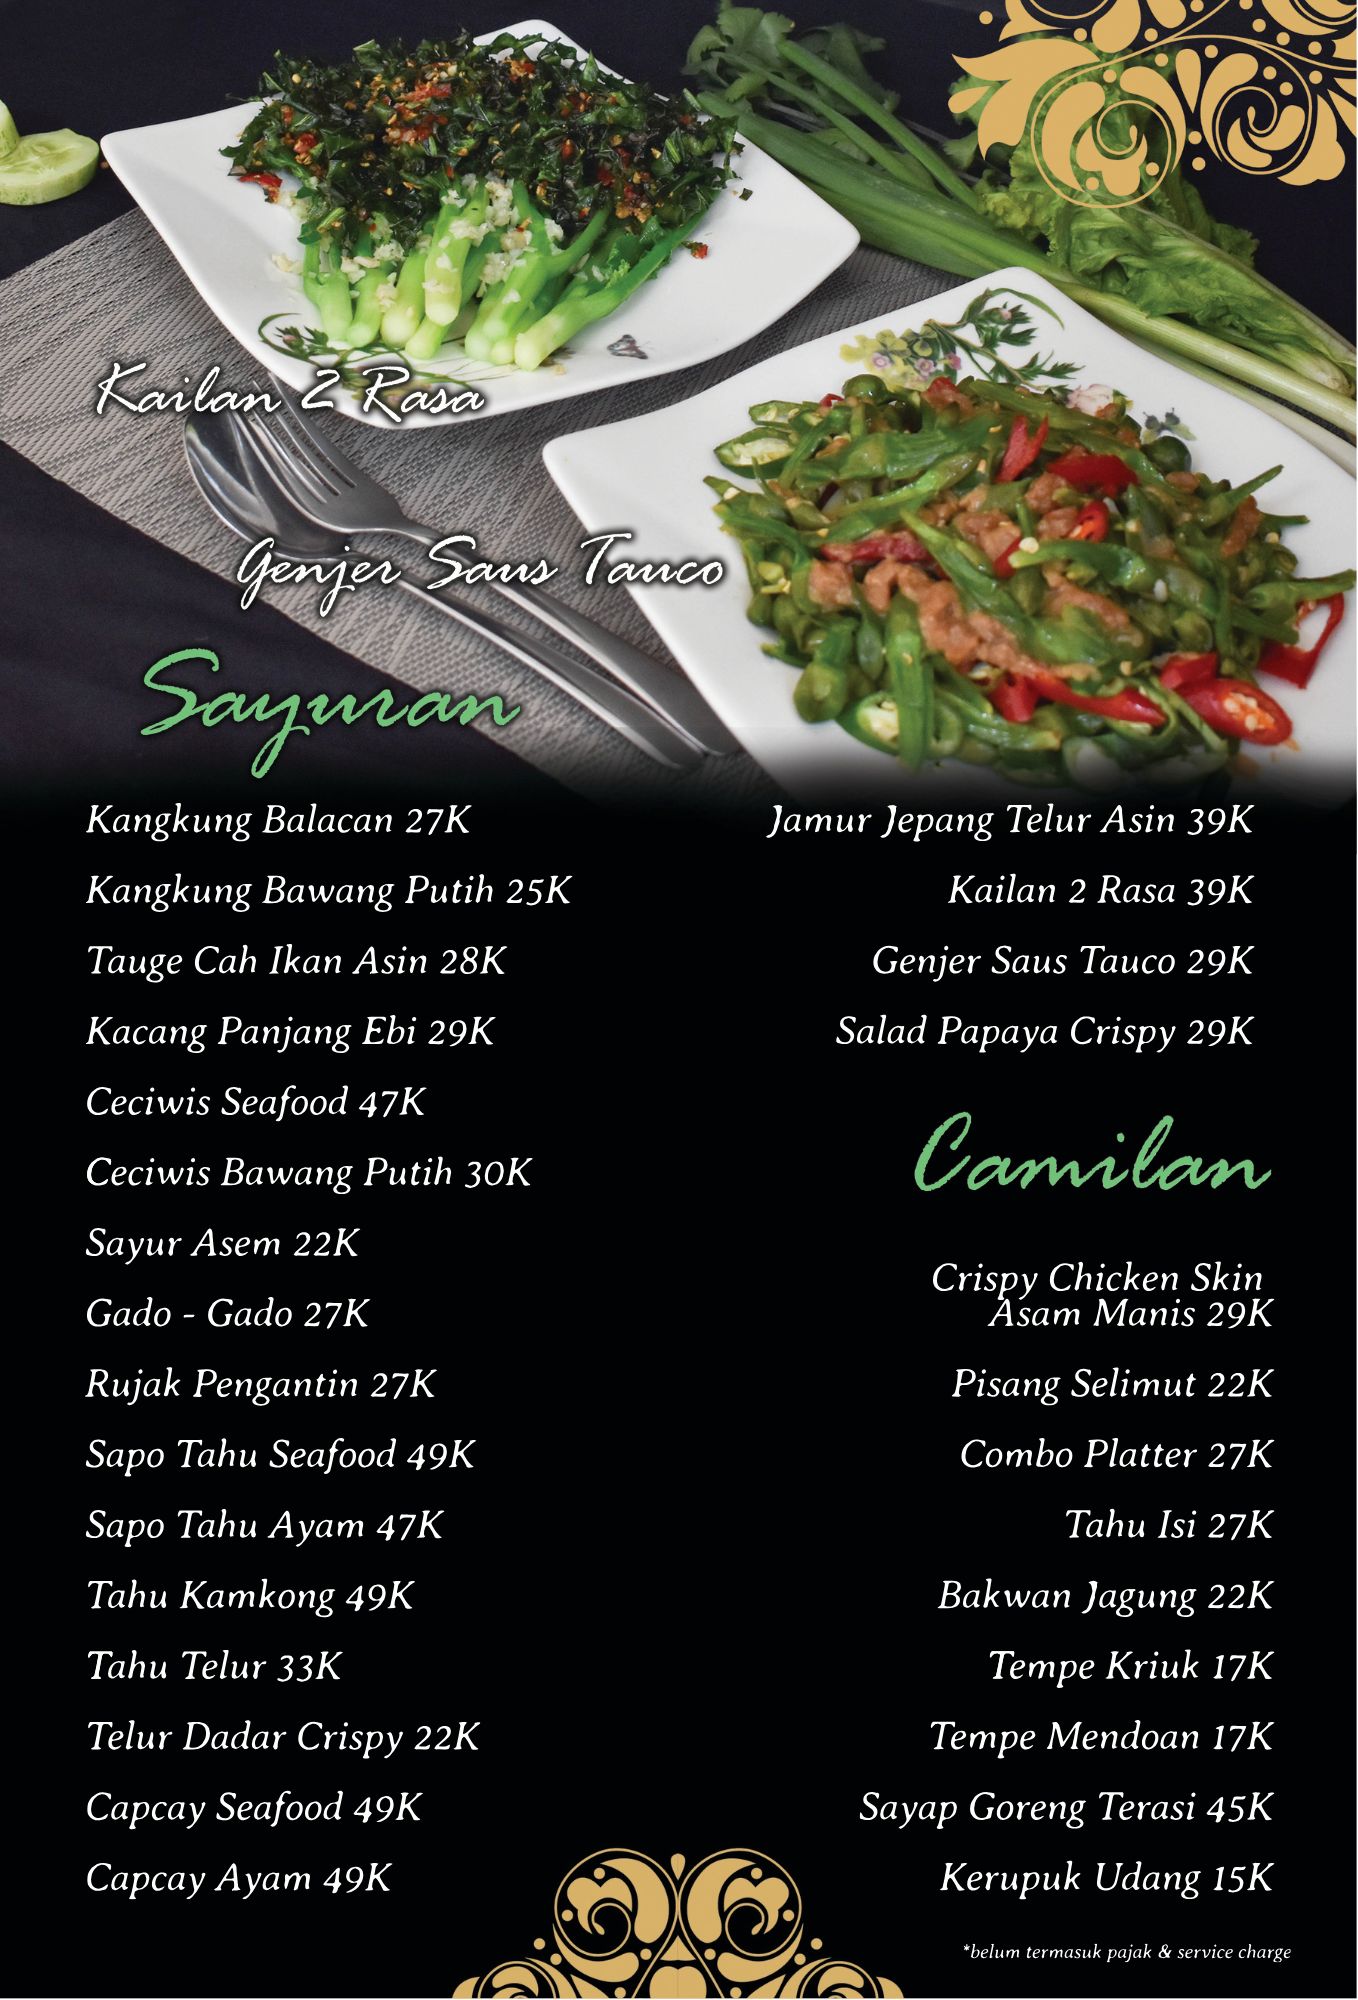 Kailan 2 Rasa
Genjer Saus Tauco
Sayuran
Kangkung Balacan 27K
Kangkung Bawang Putih 25K
Tauge Cah Ikan Asin 28K
Kacang Panjang Ebi 29K
Ceciwis Seafood 47K
Ceciwis Bawang Putih 30K
Sayur Asem 22K
Gado - Gado 27K
Rujak Pengantin 27K
Sapo Tahu Seafood 49K
Sapo Tahu Ayam 47K
Tahu Kamkong 49K
Tahu Telur 33K
Telur Dadar Crispy 22K
Capcay Seafood 49K
Capcay Ayam 49K
Jamur Jepang Telur Asin 39K
Kailan 2 Rasa 39K
Genjer Saus Tauco 29K
Salad Papaya Crispy 29K
Camilan
Crispy Chicken Skin
Asam Manis 29K
Pisang Selimut 22K
Combo Platter 27K
Tahu Isi 27K
Bakwan Jagung 22K
Tempe Kriuk 17K
Tempe Mendoan 17K
Sayap Goreng Terasi 45K
Kerupuk Udang 15K
*belum termasuk pajak & service charge